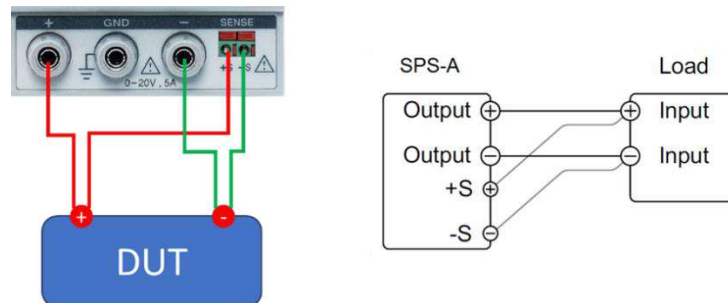 + GND - SENSE
+S -S
0-20V, 5A
+ -
DUT
SPS-A Load
Output + + Input
Output - - Input
+S +
-S -